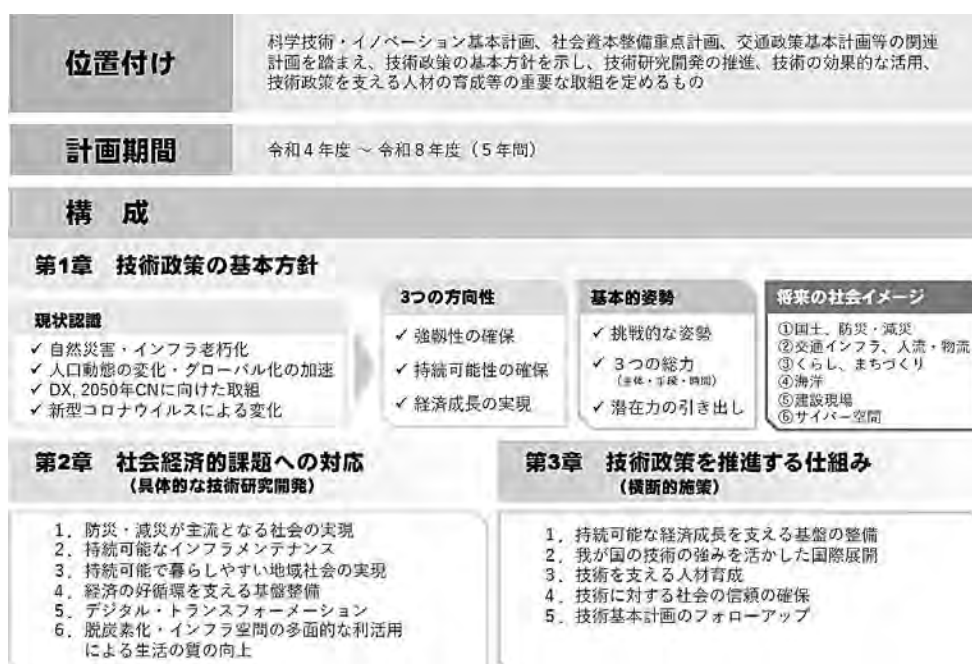 位置付け
科学技術・イノベーション基本計画、社会資本整備重点計画、交通政策基本計画等の関連
計画を踏まえ、技術政策の基本方針を示し、技術研究開発の推進、技術の効果的な活用、
技術政策を支える人材の育成等の重要な取組を定めるもの
計画期間
令和4年度 ～ 令和8年度（5年間）
構 成
第1章 技術政策の基本方針
現状認識
✓ 自然災害・インフラ老朽化
✓ 人口動態の変化・グローバル化の加速
✓ DX, 2050年CNに向けた取組
✓ 新型コロナウイルスによる変化
3つの方向性
✓ 強靱性の確保
✓ 持続可能性の確保
✓ 経済成長の実現
基本的姿勢
✓ 挑戦的な姿勢
✓ 3つの総力
（主体・手段・時間）
✓ 潜在力の引き出し
将来の社会イメージ
①国土、防災・減災
②交通インフラ、人流・物流
③くらし、まちづくり
④海洋
⑤建設現場
⑥サイバー空間
第2章 社会経済的課題への対応
（具体的な技術研究開発）
1．防災・減災が主流となる社会の実現
2．持続可能なインフラメンテナンス
3．持続可能で暮らしやすい地域社会の実現
4．経済の好循環を支える基盤整備
5．デジタル・トランスフォーメーション
6．脱炭素化・インフラ空間の多面的な利活用
による生活の質の向上
第3章 技術政策を推進する仕組み
（横断的施策）
1．持続可能な経済成長を支える基盤の整備
2．我が国の技術の強みを活かした国際展開
3．技術を支える人材育成
4．技術に対する社会の信頼の確保
5．技術基本計画のフォローアップ